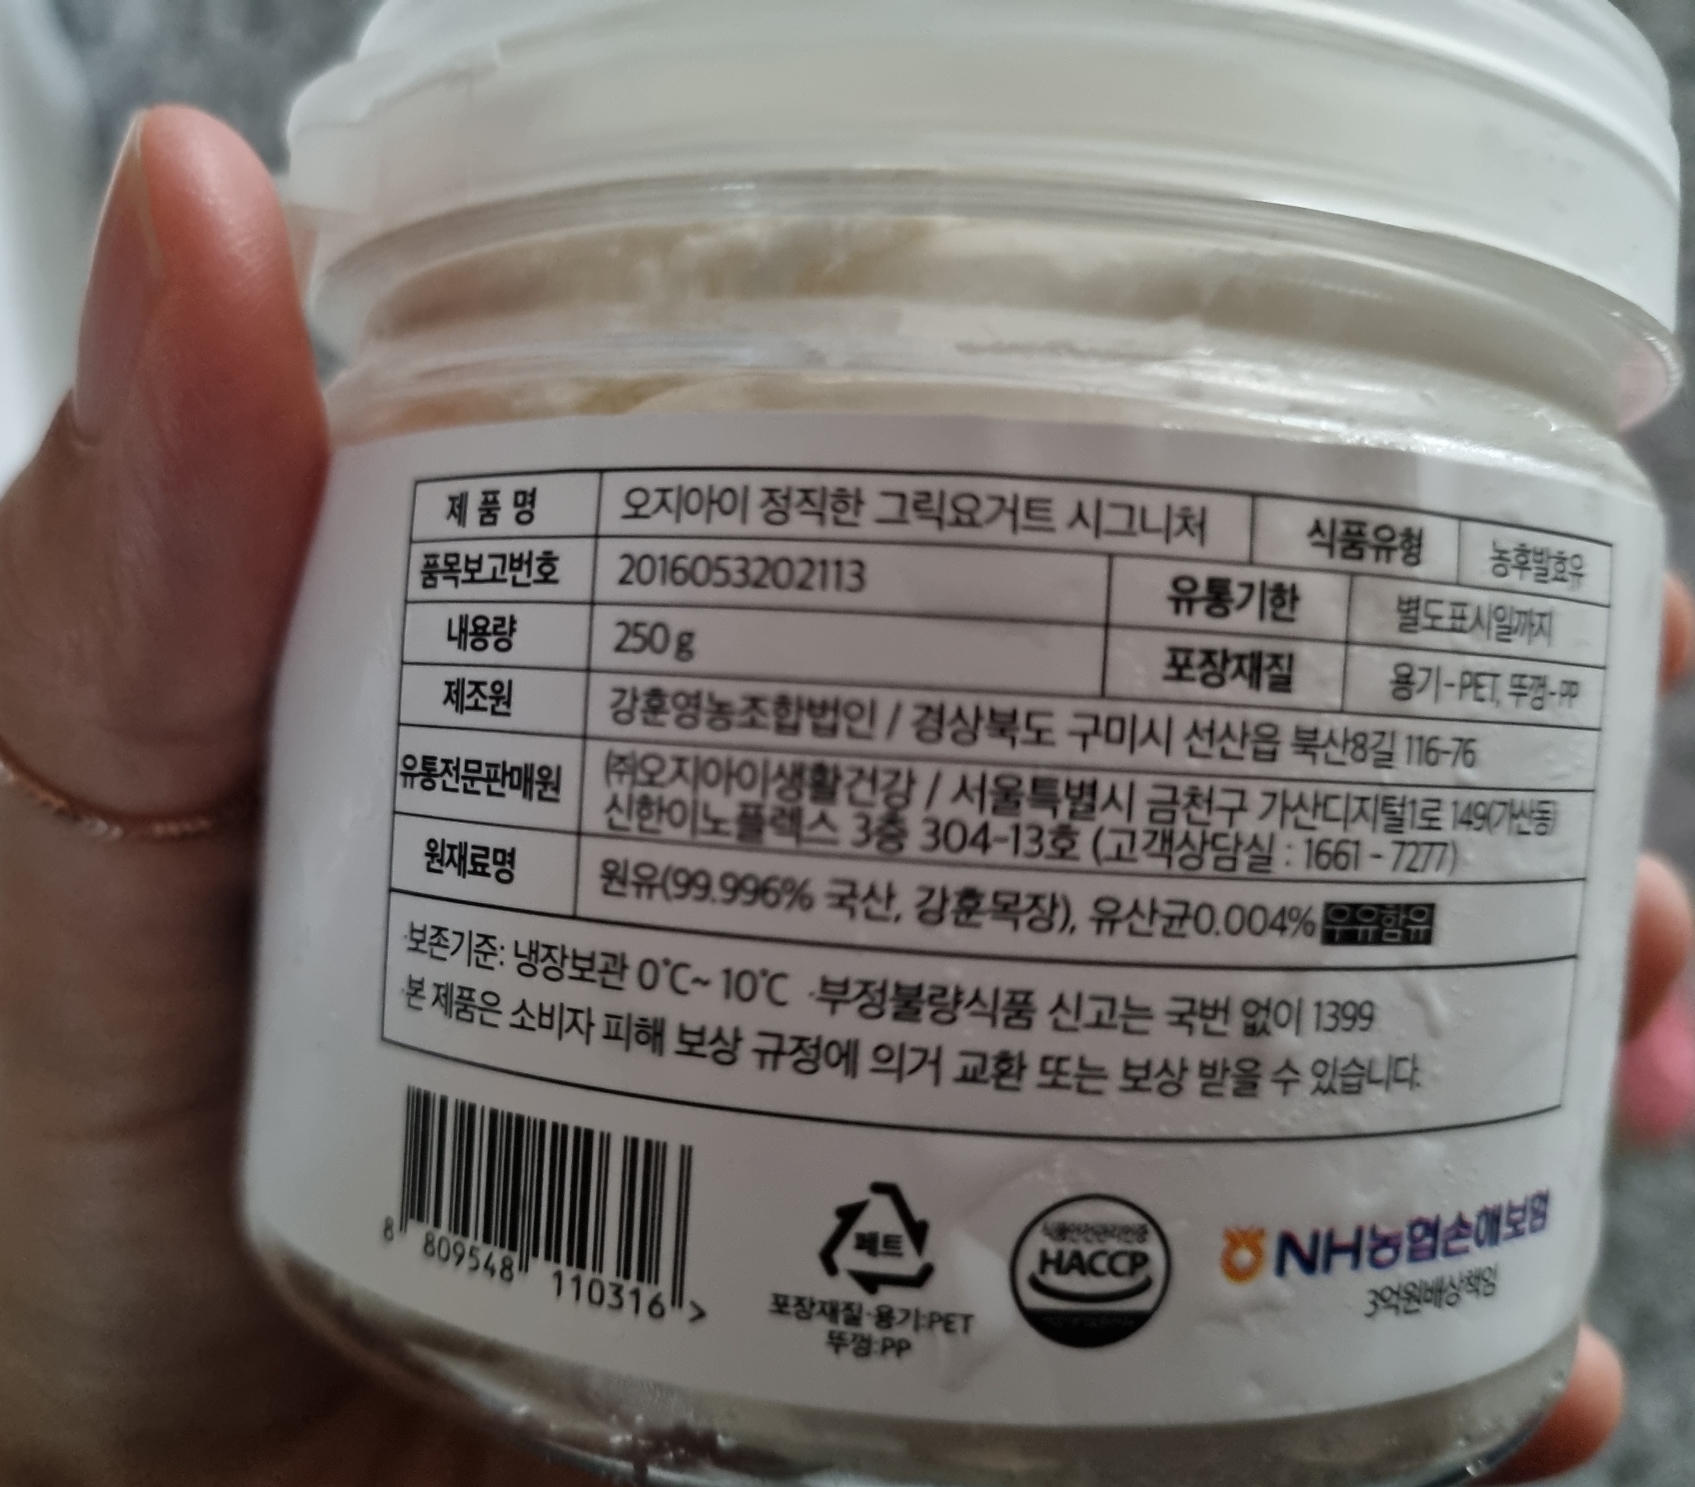 제 품 명 오지아이 정직한 그릭요거트 시그니처 식품유형 농후발효유
품목보고번호 2016053202113 유통기한 별도표시일까지
내용량 250g 포장재질 용기-PET, 뚜껑-PP
제조원 강훈영농조합법인 / 경상북도 구미시 선산읍 북산8길 116-76
유통전문판매원 ㈜오지아이생활건강 / 서울특별시 금천구 가산디지털1로 149(가산동)
신한이노플렉스 3층 304-13호 (고객상담실 : 1661 - 7277)
원재료명 원유(99.996% 국산, 강훈목장), 유산균0.004% 우유함유
·보존기준: 냉장보관 0℃~ 10℃ ·부정불량식품 신고는 국번 없이 1399
·본 제품은 소비자 피해 보상 규정에 의거 교환 또는 보상 받을 수 있습니다.
8 809548 110316 >
페트
포장재질·용기:PET
뚜껑:PP
식품안전관리인증
HACCP
NH농협손해보험
3억원배상책임